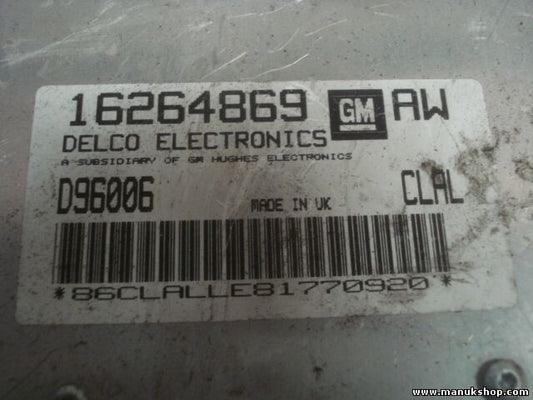 16264869 GM AW
DELCO ELECTRONICS
A SUBSIDIARY OF GM HUGHES ELECTRONICS
D96006 MADE IN UK CLAL
*86CLALLE81770920*
www.manukshop.com